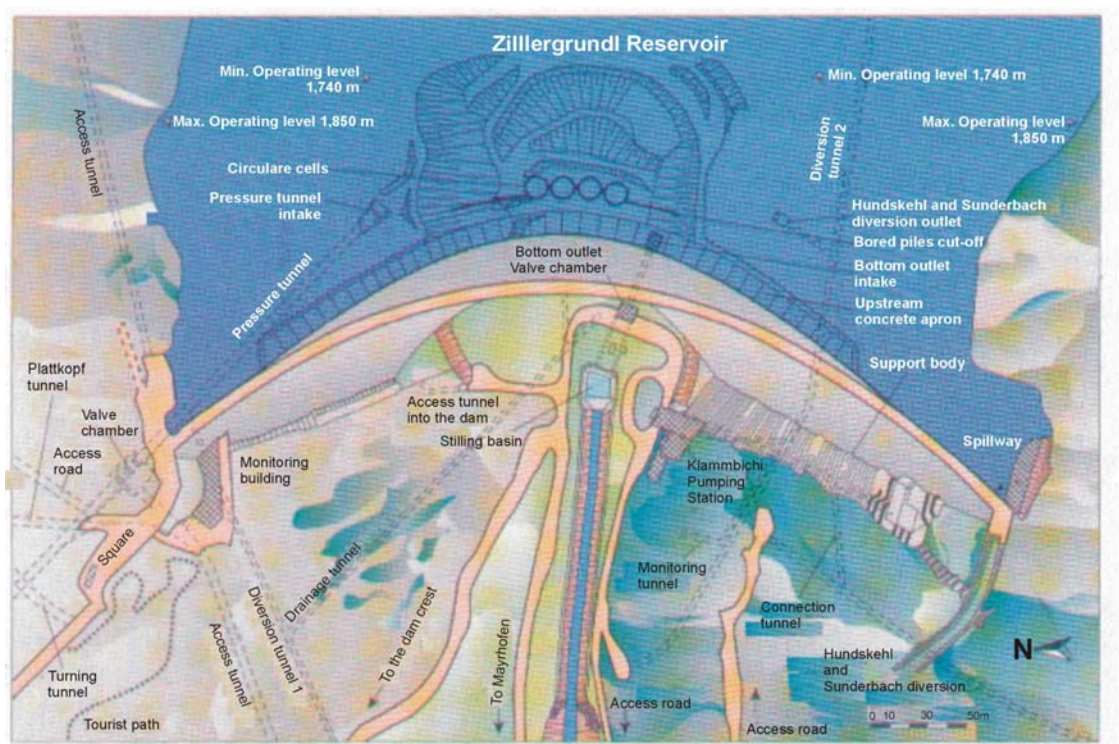 Zilllergrundl Reservoir
Min. Operating level
1,740 m
Max. Operating level 1,850 m
Access tunnel
Circulare cells
Pressure tunnel
intake
Pressure tunnel
Min. Operating level 1,740 m
Max. Operating level
1,850 m
Diversion
tunnel 2
Hundskehl and Sunderbach
diversion outlet
Bored piles cut-off
Bottom outlet
intake
Upstream
concrete apron
Support body
Spillway
Bottom outlet
Valve chamber
Plattkopf
tunnel
Valve
chamber
Access
road
Monitoring
building
Access tunnel
into the dam
Stilling basin
Klammbichi
Pumping
Station
Square
Drainage tunnel
Diversion tunnel 1
Access tunnel
To the dam crest
To Mayrhofen
Monitoring
tunnel
Connection
tunnel
Hundskehl
and
Sunderbach diversion
N
Turning
tunnel
Tourist path
Access road
Access road
0 10 30 50m